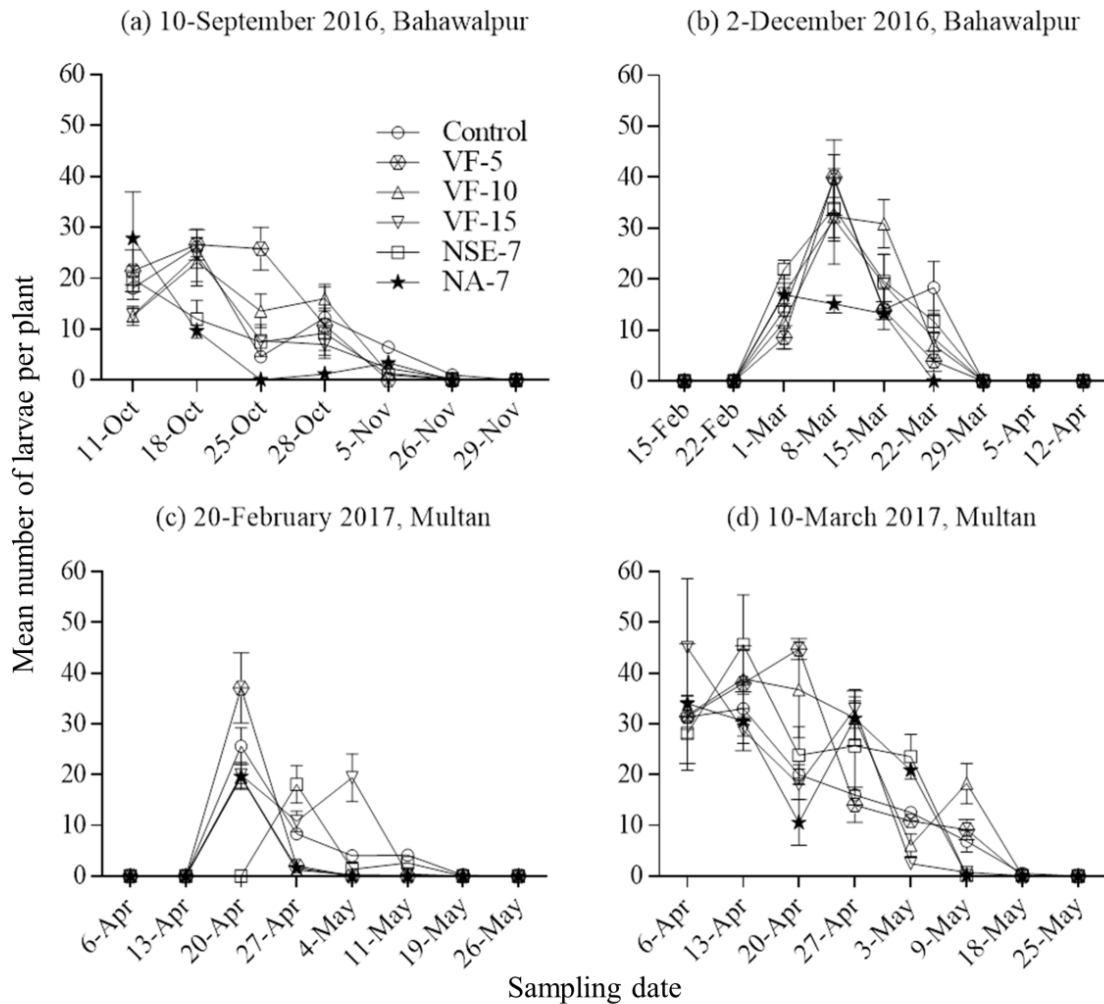 (a) 10-September 2016, Bahawalpur
(b) 2-December 2016, Bahawalpur
60
50
40
30
20
10
0
Control
VF-5
VF-10
VF-15
NSE-7
NA-7
11-Oct
18-Oct
25-Oct
28-Oct
5-Nov
26-Nov
29-Nov
60
50
40
30
20
10
0
15-Feb
22-Feb
1-Mar
8-Mar
15-Mar
22-Mar
29-Mar
5-Apr
12-Apr
Mean number of larvae per plant
(c) 20-February 2017, Multan
(d) 10-March 2017, Multan
60
50
40
30
20
10
0
6-Apr
13-Apr
20-Apr
27-Apr
4-May
11-May
19-May
26-May
60
50
40
30
20
10
0
6-Apr
13-Apr
20-Apr
27-Apr
3-May
9-May
18-May
25-May
Sampling date